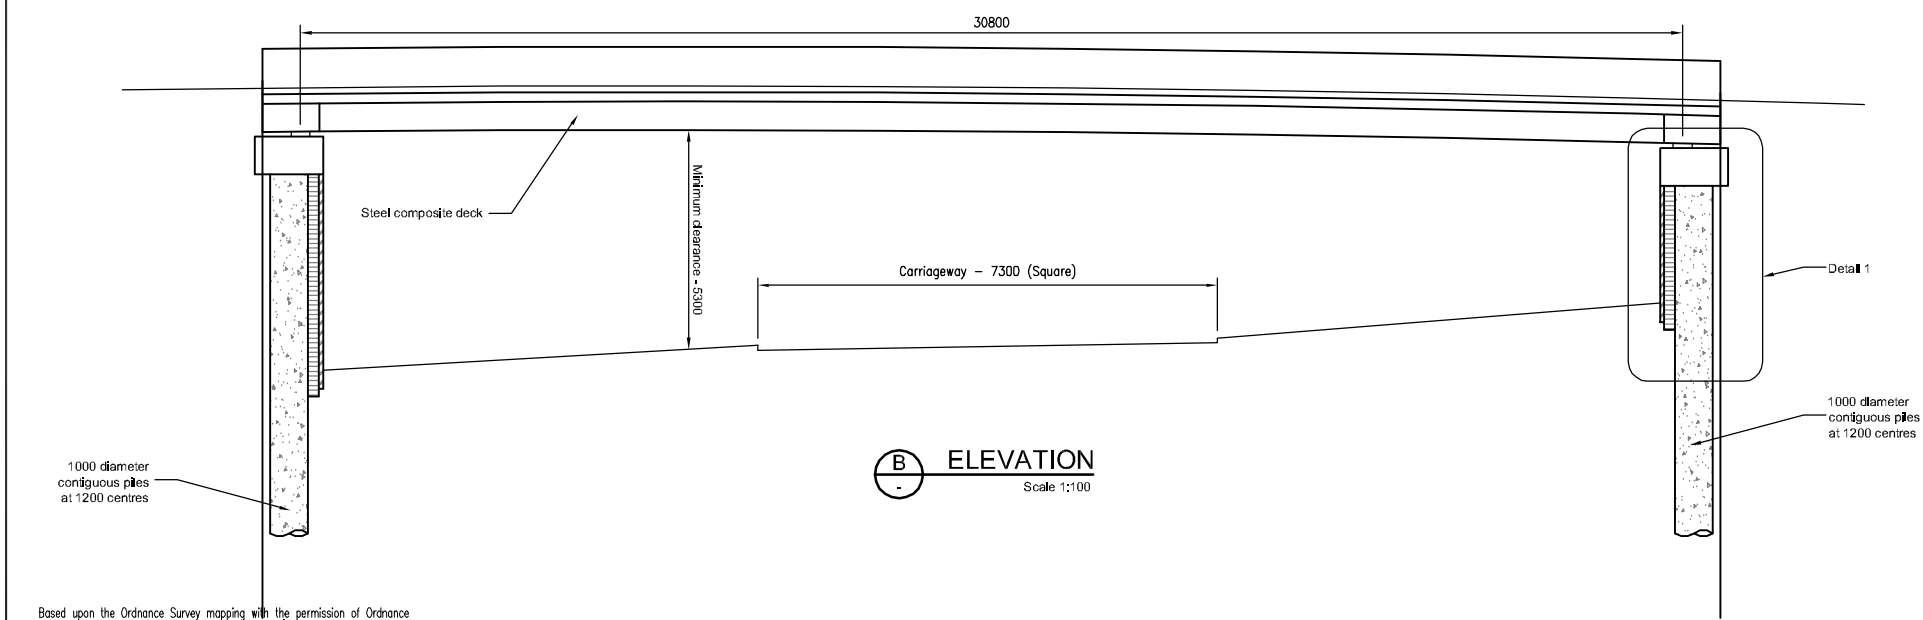 30800
Steel composite deck
Minimum clearance - 5300
Carriageway - 7300 (Square)
Detail 1
1000 diameter
contiguous piles
at 1200 centres
B
-
ELEVATION
Scale 1:100
1000 diameter
contiguous piles
at 1200 centres
Based upon the Ordnance Survey mapping with the permission of Ordnance